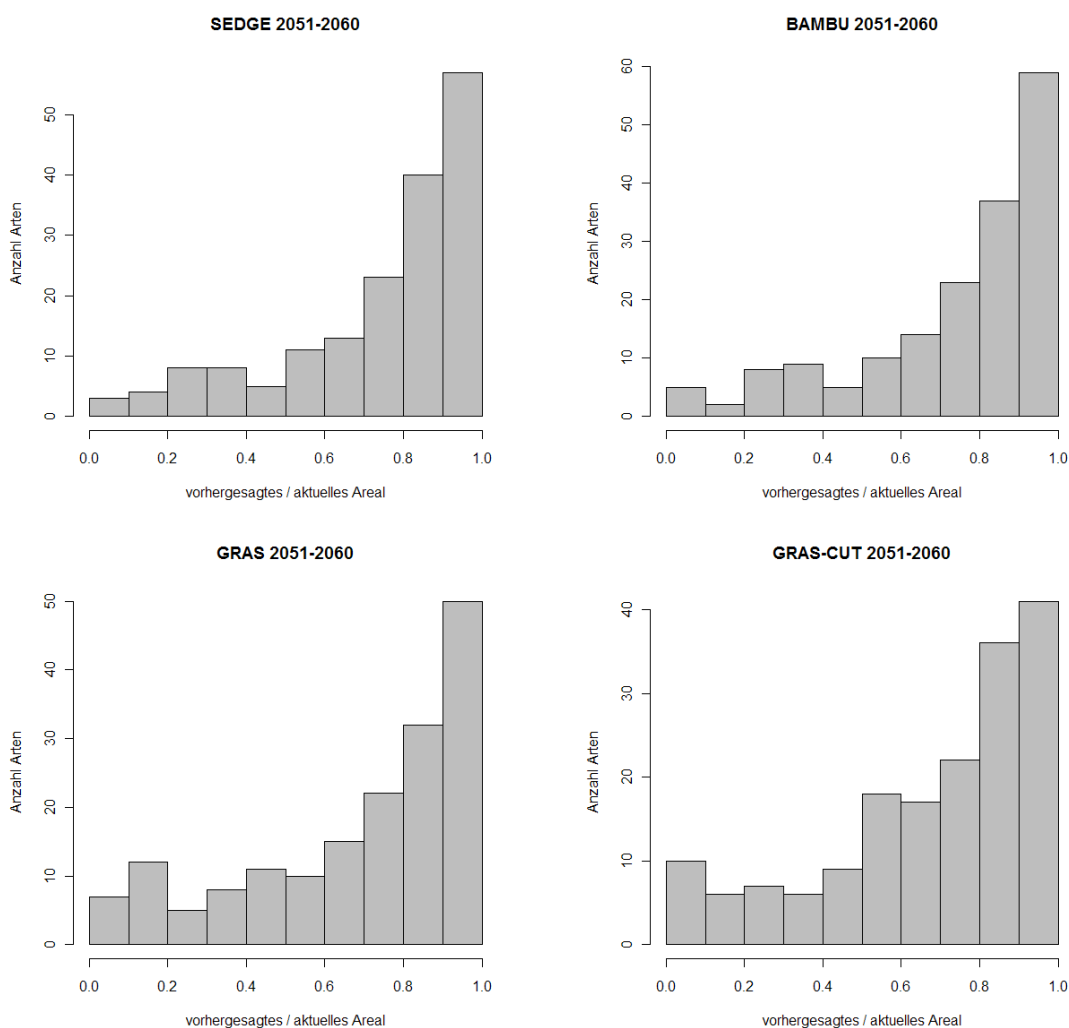 SEDGE 2051-2060
Anzahl Arten
0 10 20 30 40 50
0.0 0.2 0.4 0.6 0.8 1.0
vorhergesagtes / aktuelles Areal
BAMBU 2051-2060
Anzahl Arten
0 10 20 30 40 50 60
0.0 0.2 0.4 0.6 0.8 1.0
vorhergesagtes / aktuelles Areal
GRAS 2051-2060
Anzahl Arten
0 10 20 30 40 50
0.0 0.2 0.4 0.6 0.8 1.0
vorhergesagtes / aktuelles Areal
GRAS-CUT 2051-2060
Anzahl Arten
0 10 20 30 40
0.0 0.2 0.4 0.6 0.8 1.0
vorhergesagtes / aktuelles Areal